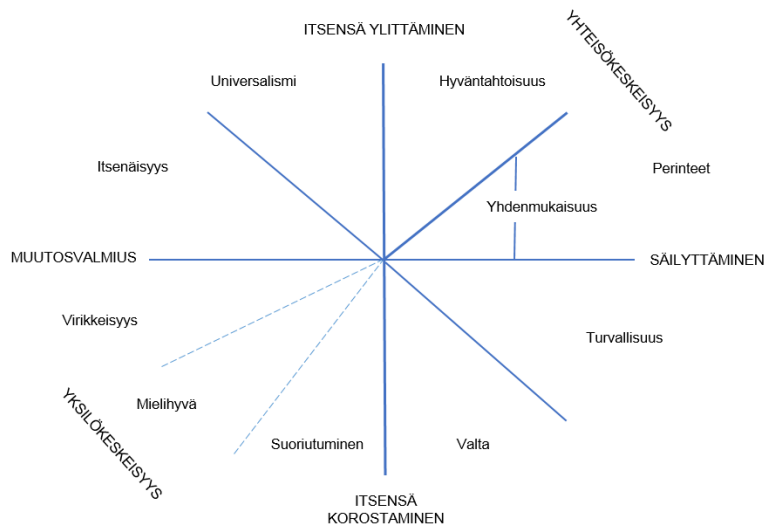 ITSENSÄ YLITTÄMINEN
YHTEISÖKESKEISYYS
Universalismi
Hyväntahtoisuus
Itsenäisyys
Perinteet
Yhdenmukaisuus
MUUTOSVALMIUS
SÄILYTTÄMINEN
Virikkeisyys
Turvallisuus
Mielihyvä
YKSILÖKESKEISYYS
Suoriutuminen
Valta
ITSENSÄ
KOROSTAMINEN